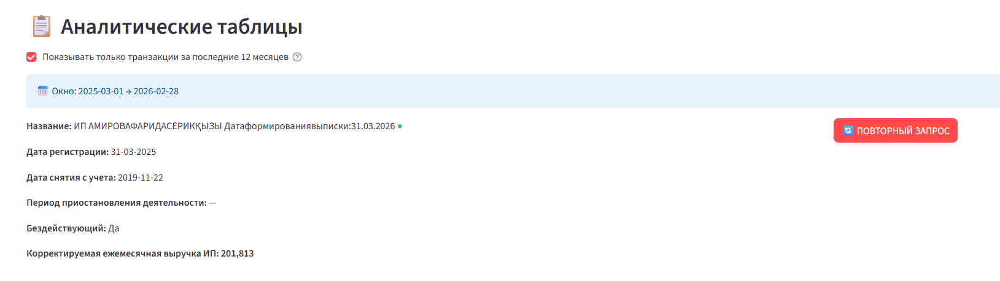 Аналитические таблицы
Показывать только транзакции за последние 12 месяцев
Окно: 2025-03-01 → 2026-02-28
Название: ИП АМИРОВАФАРИДАСЕРИКҚЫЗЫ Датаформированиявыписки:31.03.2026
ПОВТОРНЫЙ ЗАПРОС
Дата регистрации: 31-03-2025
Дата снятия с учета: 2019-11-22
Период приостановления деятельности: —
Бездействующий: Да
Корректируемая ежемесячная выручка ИП: 201,813